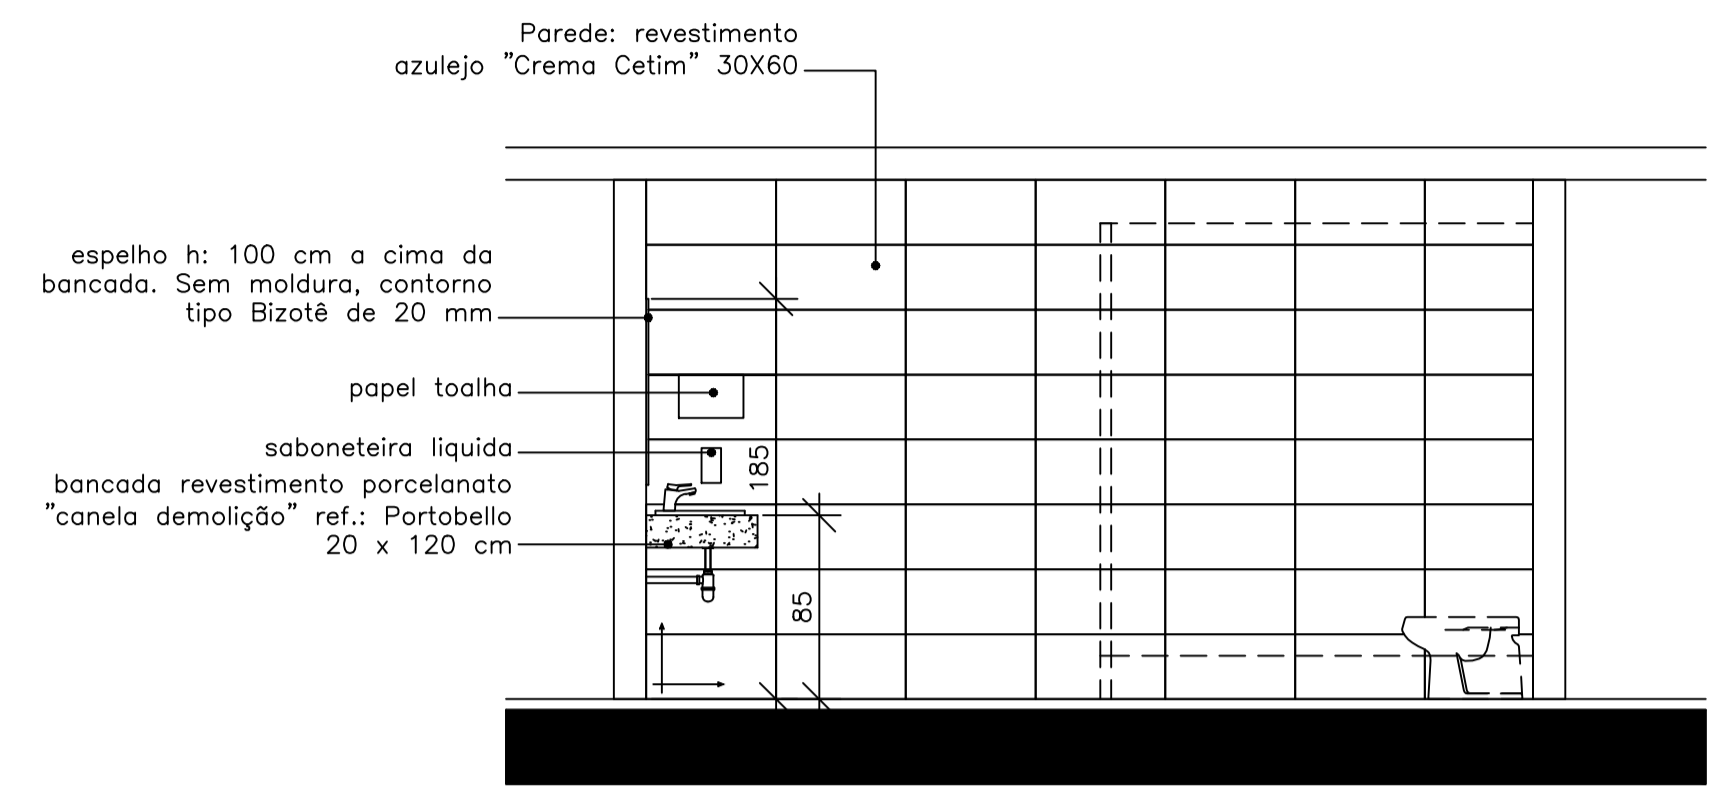 Parede: revestimento
azulejo ”Crema Cetim” 30X60
espelho h: 100 cm a cima da
bancada. Sem moldura, contorno
tipo Bizotê de 20 mm
papel toalha
saboneteira liquida
bancada revestimento porcelanato
”canela demolição” ref.: Portobello
20 x 120 cm
185
85